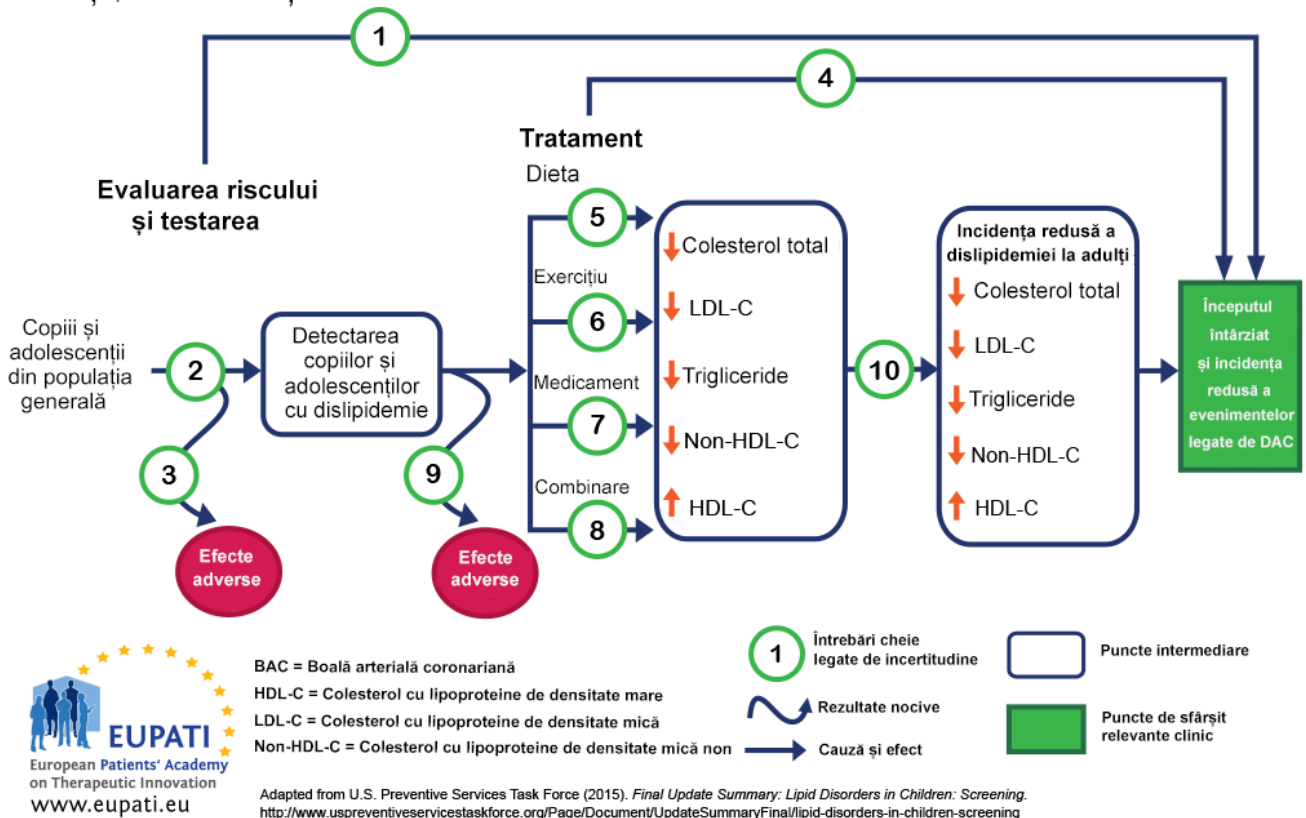 1
4
Tratament
Dieta
Evaluarea riscului
și testarea
5
Colesterol total
Exercițiu
6
LDL-C
Trigliceride
Medicament
7
Non-HDL-C
Combinare
8
HDL-C
Incidența redusă a
dislipidemiei la adulți
Colesterol total
LDL-C
Trigliceride
Non-HDL-C
HDL-C
10
Începutul
întârziat
și incidența
redusă a
evenimentelor
legate de DAC
Copiii și
adolescenții
din populația
generală
2
Detectarea
copiilor și
adolescenților
cu dislipidemie
3
9
Efecte
adverse
Efecte
adverse
EUPATI
European Patients' Academy
on Therapeutic Innovation
www.eupati.eu
BAC = Boală arterială coronariană
HDL-C = Colesterol cu lipoproteine de densitate mare
LDL-C = Colesterol cu lipoproteine de densitate mică
Non-HDL-C = Colesterol cu lipoproteine de densitate mică non
1
Întrebări cheie
legate de incertitudine
Rezultate nocive
Cauză și efect
Puncte intermediare
Puncte de sfârșit
relevante clinic
Adapted from U.S. Preventive Services Task Force (2015). Final Update Summary: Lipid Disorders in Children: Screening.
http://www.uspreventiveservicestaskforce.org/Page/Document/UpdateSummaryFinal/lipid-disorders-in-children-screening